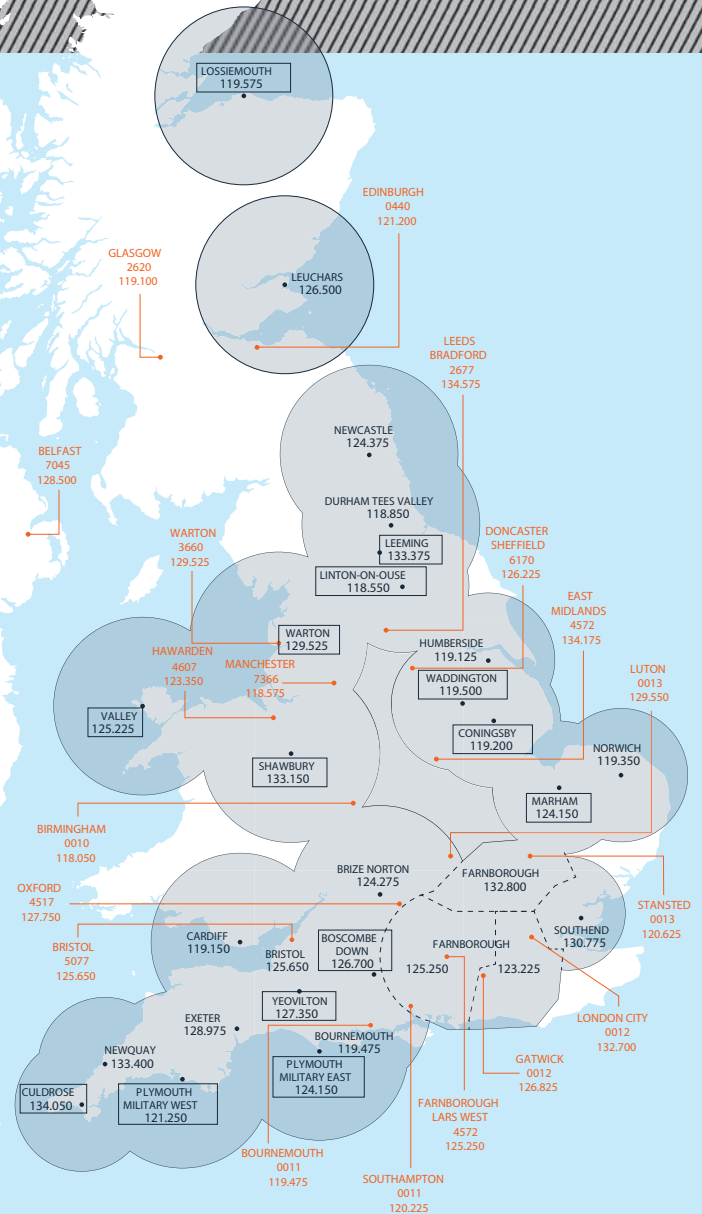 LOSSIEMOUTH
119.575
EDINBURGH
0440
121.200
GLASGOW
2620
119.100
LEUCHARS
126.500
LEEDS
BRADFORD
2677
134.575
NEWCASTLE
124.375
BELFAST
7045
128.500
DURHAM TEES VALLEY
118.850
WARTON
3660
129.525
LEEMING
133.375
DONCASTER
SHEFFIELD
6170
126.225
LINTON-ON-OUSE
118.550
EAST
MIDLANDS
4572
134.175
WARTON
129.525
HUMBERSIDE
119.125
HAWARDEN
4607
123.350
MANCHESTER
7366
118.575
WADDINGTON
119.500
LUTON
0013
129.550
VALLEY
125.225
CONINGSBY
119.200
NORWICH
119.350
SHAWBURY
133.150
MARHAM
124.150
BIRMINGHAM
0010
118.050
BRIZE NORTON
124.275
FARNBOROUGH
132.800
OXFORD
4517
127.750
STANSTED
0013
120.625
CARDIFF
119.150
BRISTOL
5077
125.650
BRISTOL
125.650
BOSCOMBE
DOWN
126.700
FARNBOROUGH
125.250
123.225
SOUTHEND
130.775
YEOVILTON
127.350
EXETER
128.975
LONDON CITY
0012
132.700
BOURNEMOUTH
119.475
NEWQUAY
133.400
GATWICK
0012
126.825
PLYMOUTH
MILITARY EAST
124.150
CULDROSE
134.050
PLYMOUTH
MILITARY WEST
121.250
FARNBOROUGH
LARS WEST
4572
125.250
BOURNEMOUTH
0011
119.475
SOUTHAMPTON
0011
120.225